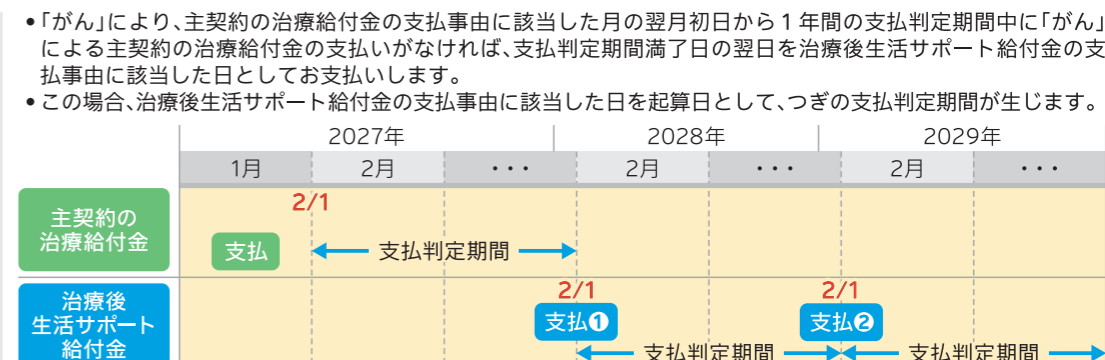 •「がん」により、主契約の治療給付金の支払事由に該当した月の翌月初日から1年間の支払判定期間中に「がん」
による主契約の治療給付金の支払いがなければ、支払判定期間満了日の翌日を治療後生活サポート給付金の支
払事由に該当した日としてお支払いします。
•この場合、治療後生活サポート給付金の支払事由に該当した日を起算日として、つぎの支払判定期間が生じます。
2027年 2028年 2029年
1月 2月 ・・・ 2月 ・・・ 2月 ・・・
主契約の
治療給付金
2/1
支払 支払判定期間
治療後
生活サポート
給付金
2/1 2/1
支払❶ 支払❷
支払判定期間 支払判定期間